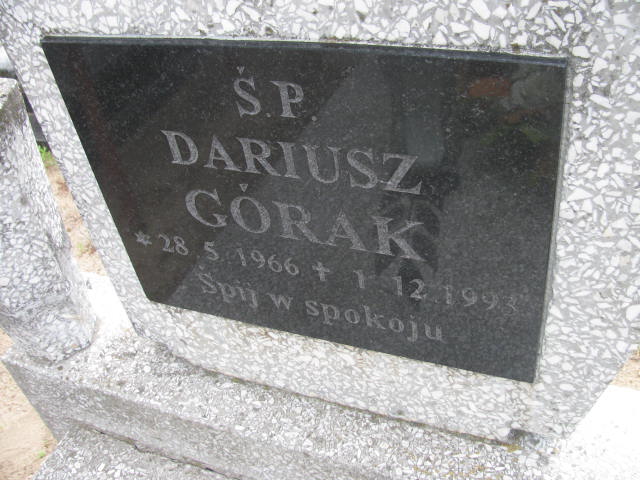 Ś.P.
DARIUSZ
GÓRAK
* 28.5.1966 + 1.12.1993
Śpij w spokoju